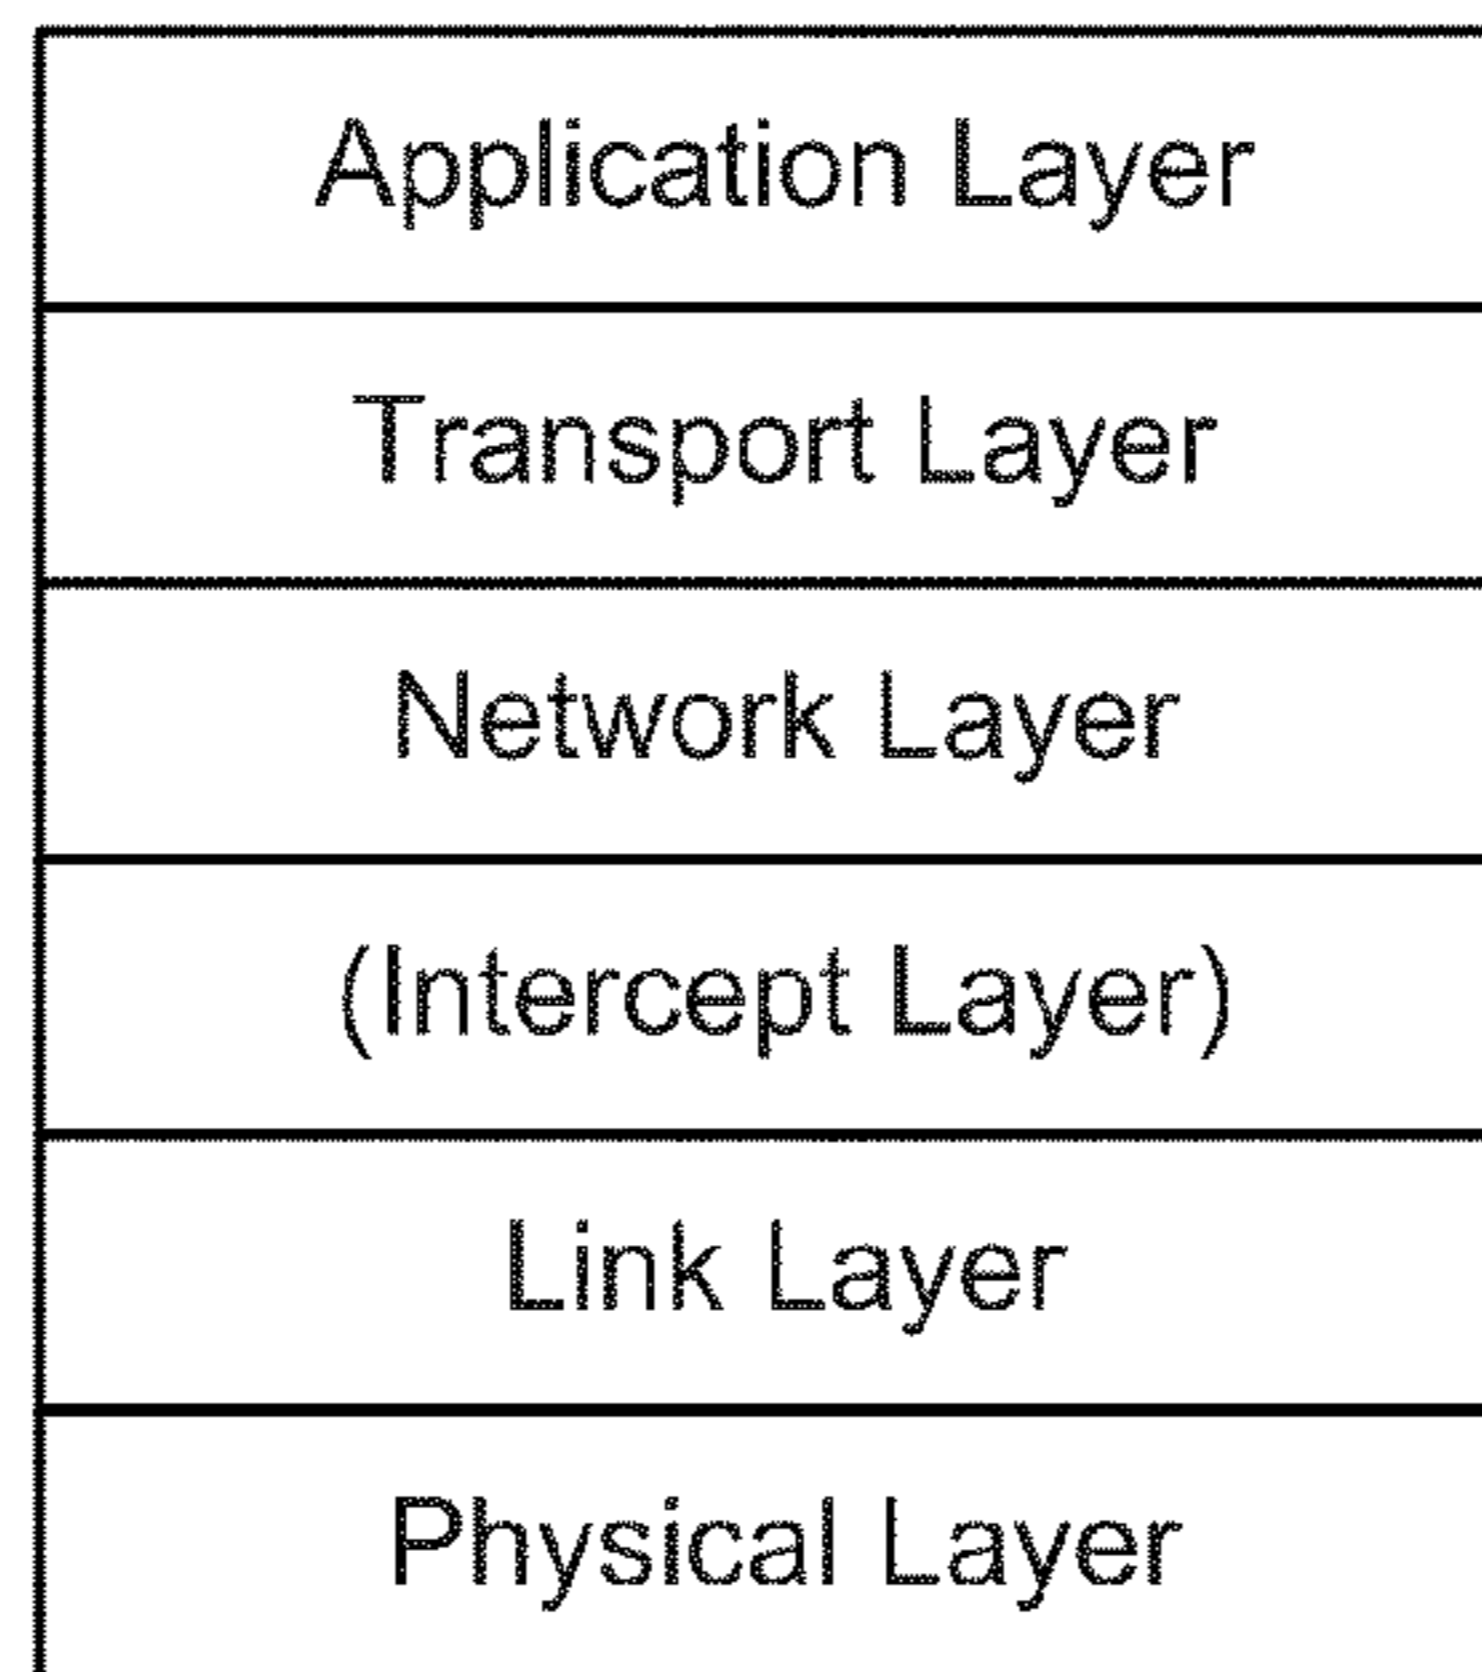 Application Layer
Transport Layer
Network Layer
(Intercept Layer)
Link Layer
Physical Layer